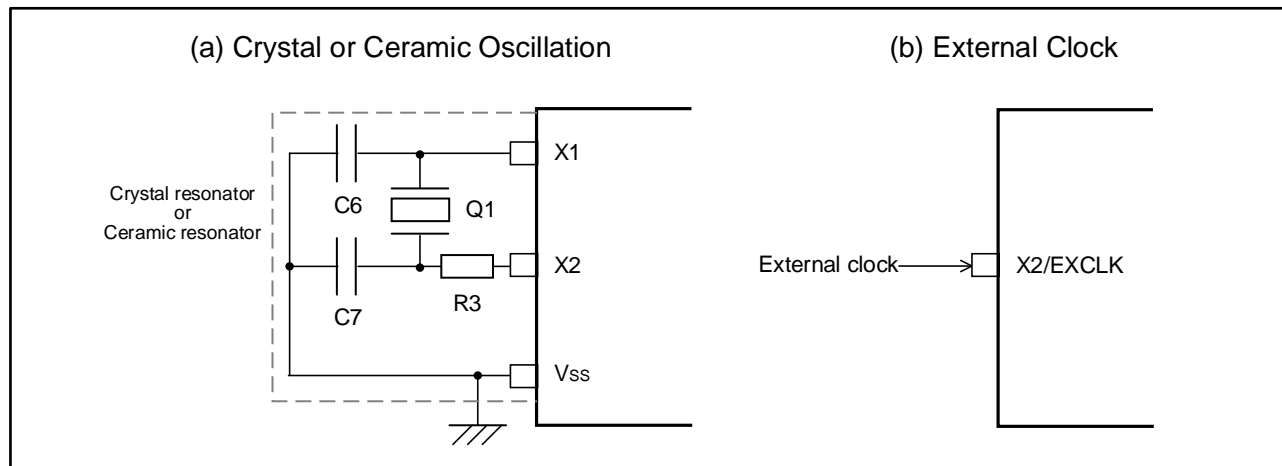 (a) Crystal or Ceramic Oscillation
(b) External Clock
X1
Crystal resonator
or
Ceramic resonator
C6
Q1
X2
External clock
X2/EXCLK
C7
R3
Vss